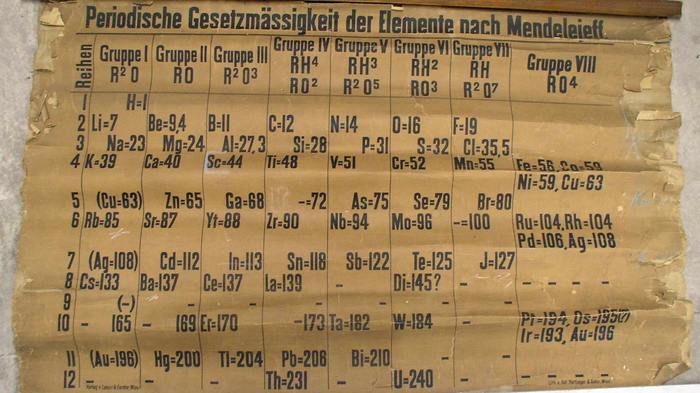 Periodische Gesetzmässigkeit der Elemente nach Mendelejeff.
Reihen Gruppe I Gruppe II Gruppe III Gruppe IV Gruppe V Gruppe VI Gruppe VII Gruppe VIII
R²O RO R²O³ RH⁴ RH³ RH² RH RO⁴
RO² R²O⁵ RO³ R²O⁷
1 H=1
2 Li=7 Be=9,4 B=11 C=12 N=14 O=16 F=19
3 Na=23 Mg=24 Al=27,3 Si=28 P=31 S=32 Cl=35,5
4 K=39 Ca=40 Sc=44 Ti=48 V=51 Cr=52 Mn=55 Fe=56, Co=59
Ni=59, Cu=63
5 (Cu=63) Zn=65 Ga=68 -=72 As=75 Se=79 Br=80
6 Rb=85 Sr=87 Yt=88 Zr=90 Nb=94 Mo=96 -=100 Ru=104, Rh=104
Pd=106, Ag=108
7 (Ag=108) Cd=112 In=113 Sn=118 Sb=122 Te=125 J=127
8 Cs=133 Ba=137 Ce=137 La=139 - Di=145? - - - - -
9 (-) - - - - - -
10 - 165 - 169 Er=170 -173 Ta=182 W=184 - Pt=194, Os=195(?)
Ir=193, Au=196
11 (Au=196) Hg=200 Tl=204 Pb=206 Bi=210 - -
12 - - - Th=231 - U=240 - - - - -
Verlag v. Lenoir & Forster Wien